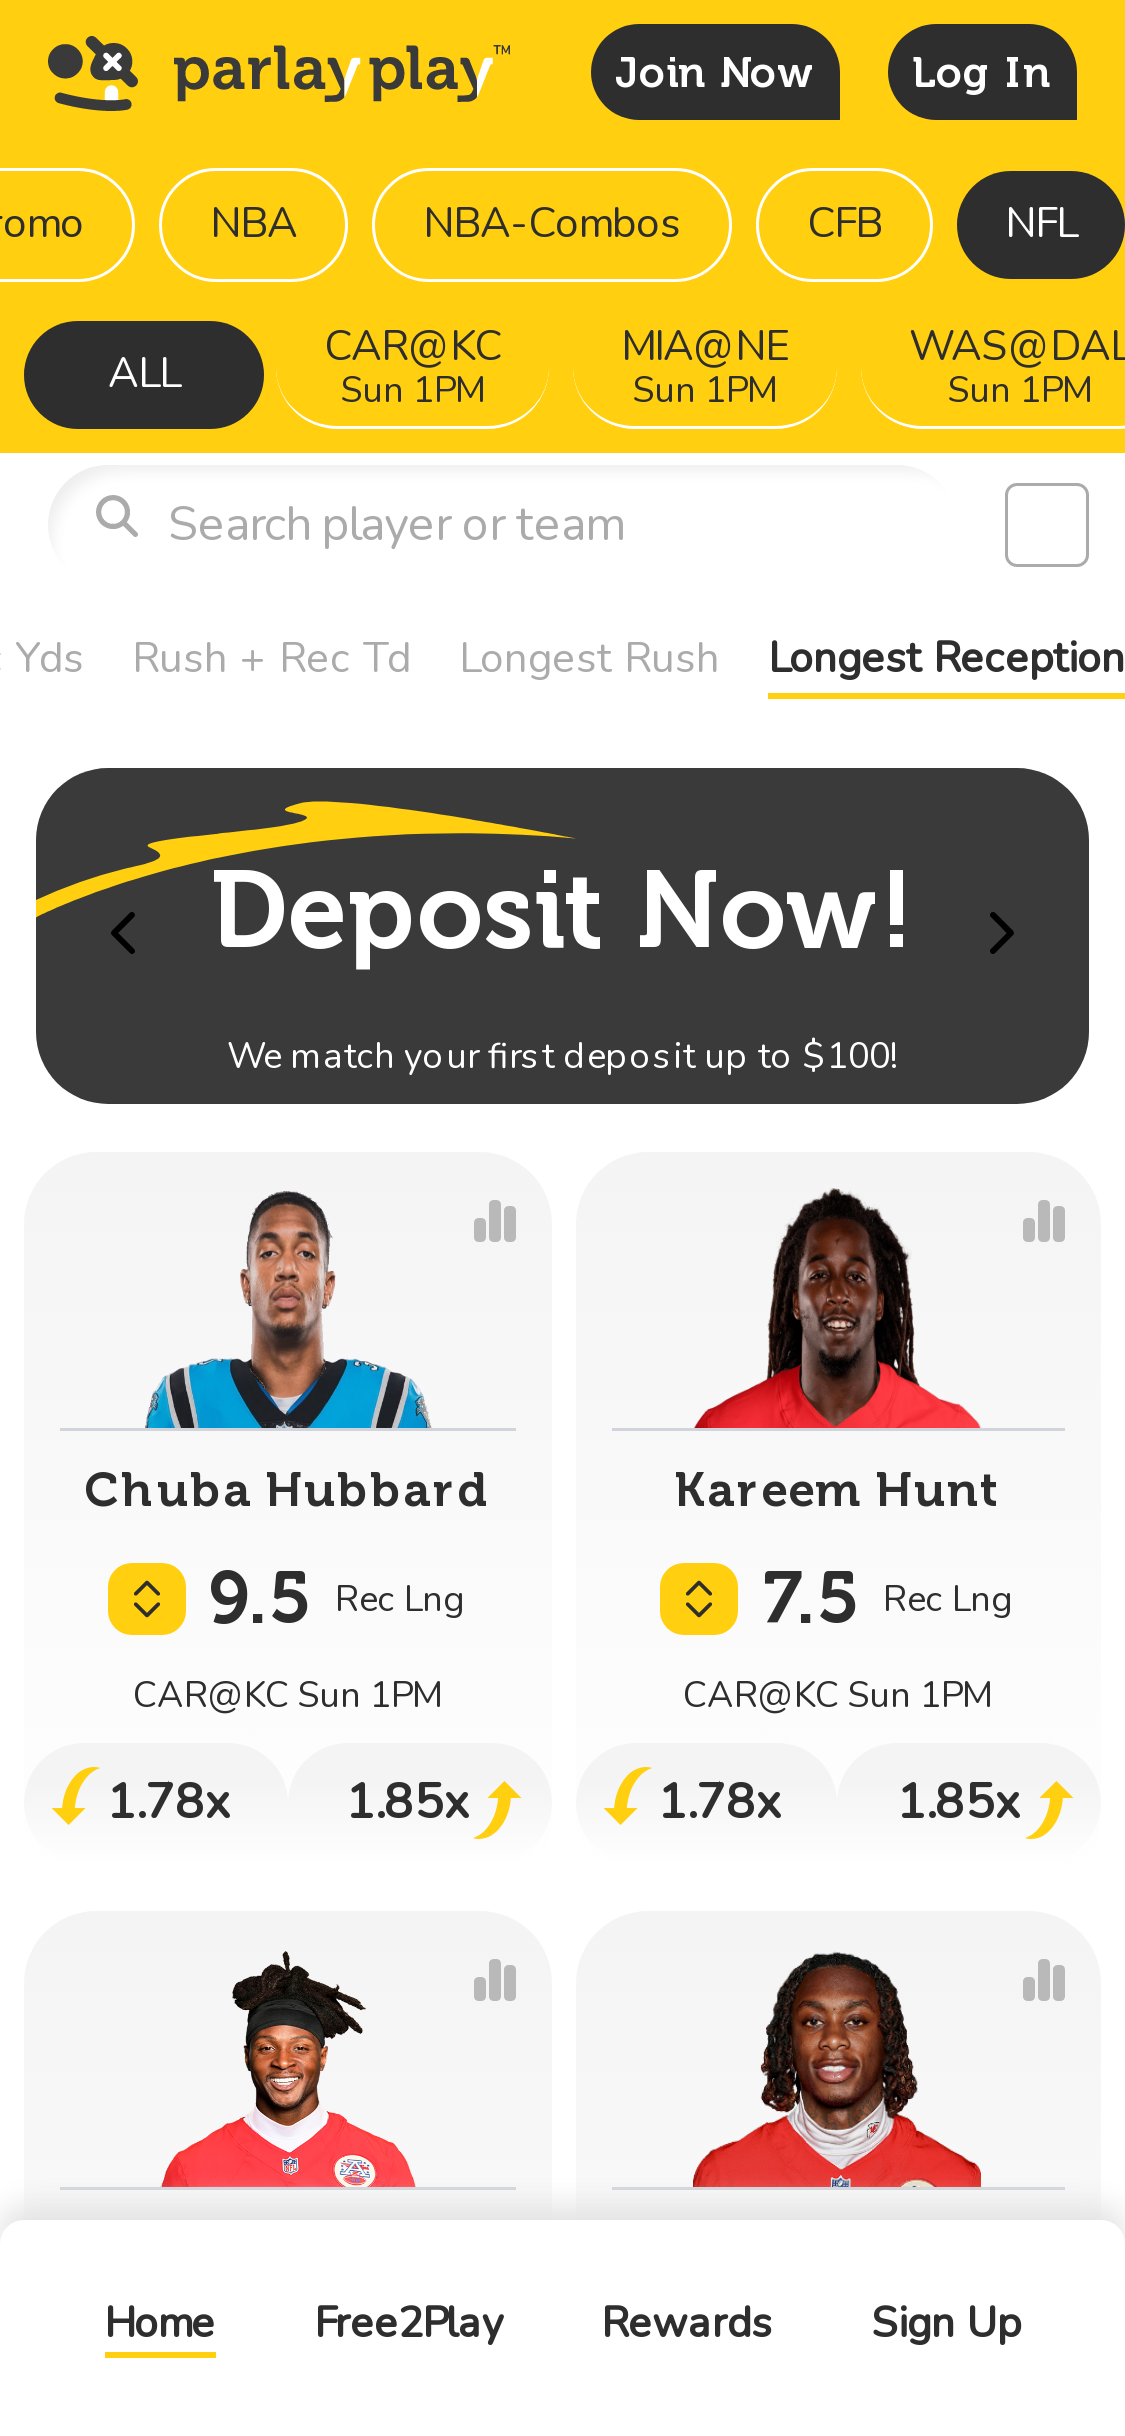 parlay play™
Join Now
Log In
romo
NBA
NBA-Combos
CFB
NFL
ALL
CAR@KC
Sun 1PM
MIA@NE
Sun 1PM
WAS@DAL
Sun 1PM
Search player or team
Yds
Rush + Rec Td
Longest Rush
Longest Reception
Deposit Now!
We match your first deposit up to $100!
Chuba Hubbard
9.5 Rec Lng
CAR@KC Sun 1PM
1.78x
1.85x
Kareem Hunt
7.5 Rec Lng
CAR@KC Sun 1PM
1.78x
1.85x
Home
Free2Play
Rewards
Sign Up